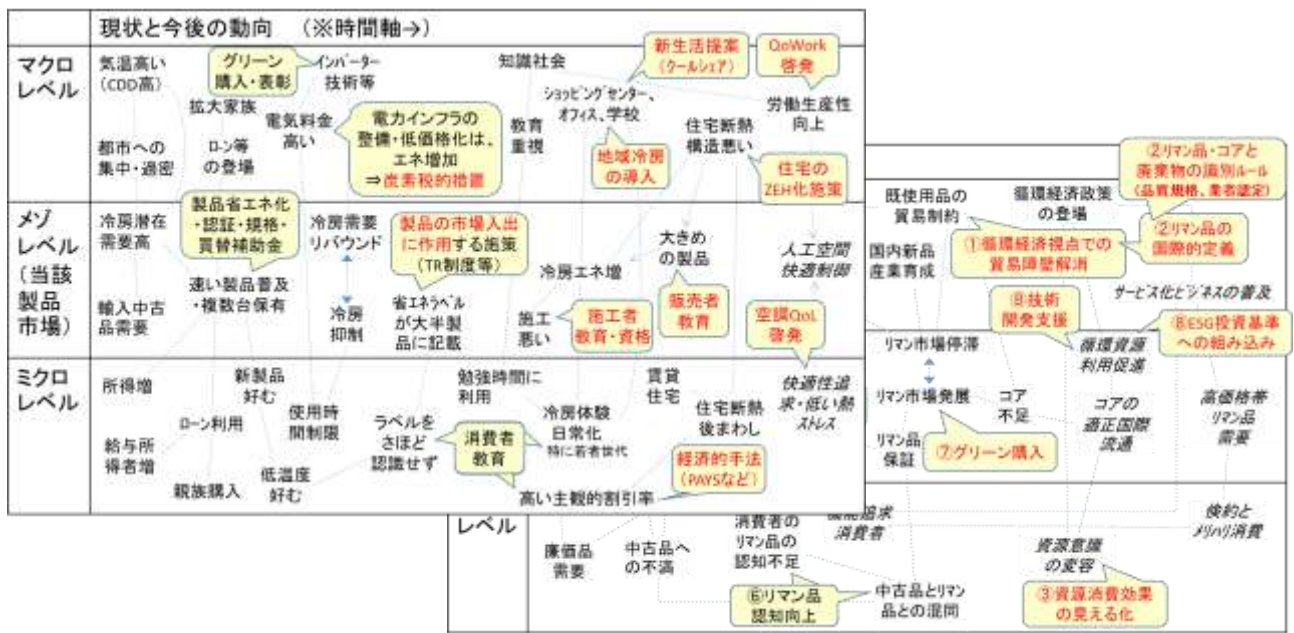 現状と今後の動向 (※時間軸→)
マクロ
レベル
気温高い
(CDD高)
グリーン
購入・表彰
インバーター
技術等
拡大家族
電気料金
高い
都市への
集中・過密
ローン等
の登場
電力インフラの
整備・低価格化は、
エネ増加
⇒炭素税的措置
知識社会
教育
重視
新生活提案
(クールシェア)
ショッピングセンター、
オフィス、学校
地域冷房
の導入
QoWork
啓発
労働生産性
向上
住宅断熱
構造悪い
住宅の
ZEH化施策
メゾ
レベル
(当該
製品
市場)
冷房潜在
需要高
製品省エネ化
・認証・規格・
買替補助金
冷房需要
リバウンド
製品の市場入出
に作用する施策
(TR制度等)
冷房エネ増
大きめ
の製品
人工空間
快適制御
輸入中古
品需要
速い製品普及
・複数台保有
冷房
抑制
省エネラベル
が大半製
品に記載
施工
悪い
施工者
教育・資格
販売者
教育
空調QoL
啓発
ミクロ
レベル
所得増
新製品
好む
勉強時間に
利用
賃貸
住宅
快適性追
求・低い熱
ストレス
ローン利用
使用時
間制限
ラベルを
さほど
認識せず
消費者
教育
冷房体験
日常化
特に若者世代
住宅断熱
後まわし
給与所
得者増
親族購入
低温度
好む
高い主観的割引率
経済的手法
(PAYSなど)
②リマン品・コアと
廃棄物の識別ルール
(品質規格、業者認定)
既使用品の
貿易制約
循環経済政策
の登場
②リマン品の
国際的定義
①循環経済視点での
貿易障壁解消
国内新品
産業育成
サービス化ビジネスの普及
⑧技術
開発支援
⑧ESG投資基準
への組み込み
リマン市場停滞
循環資源
利用促進
リマン市場発展
コア
不足
コアの
適正国際
流通
高価格帯
リマン品
需要
リマン品
保証
⑦グリーン購入
レベル
廉価品
需要
中古品へ
の不満
消費者の
リマン品の
認知不足
機能追求
消費者
倹約と
メリハリ消費
資源意識
の変容
⑥リマン品
認知向上
中古品とリマン
品との混同
③資源消費効果
の見える化